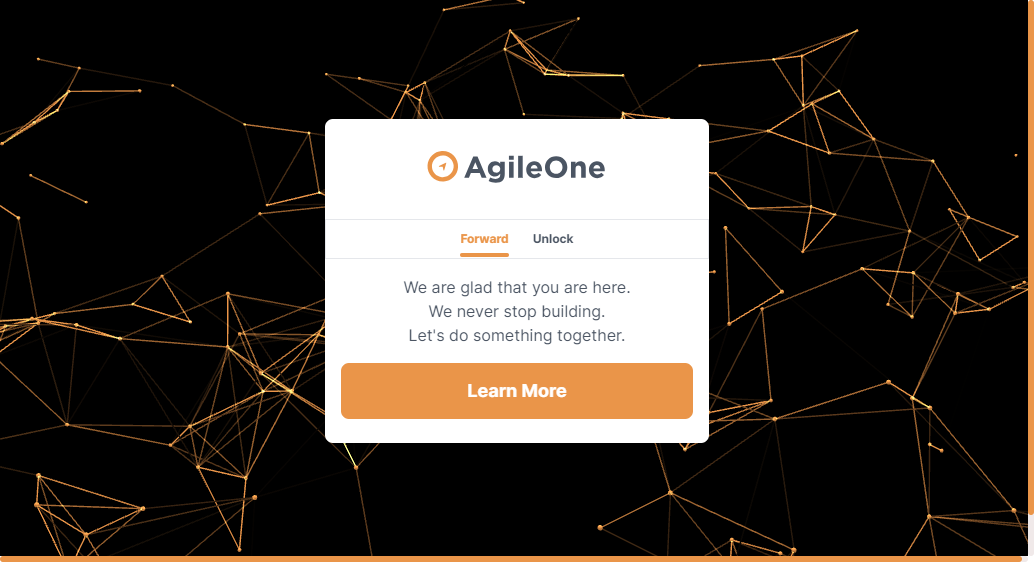 AgileOne
Forward Unlock
We are glad that you are here.
We never stop building.
Let's do something together.
Learn More